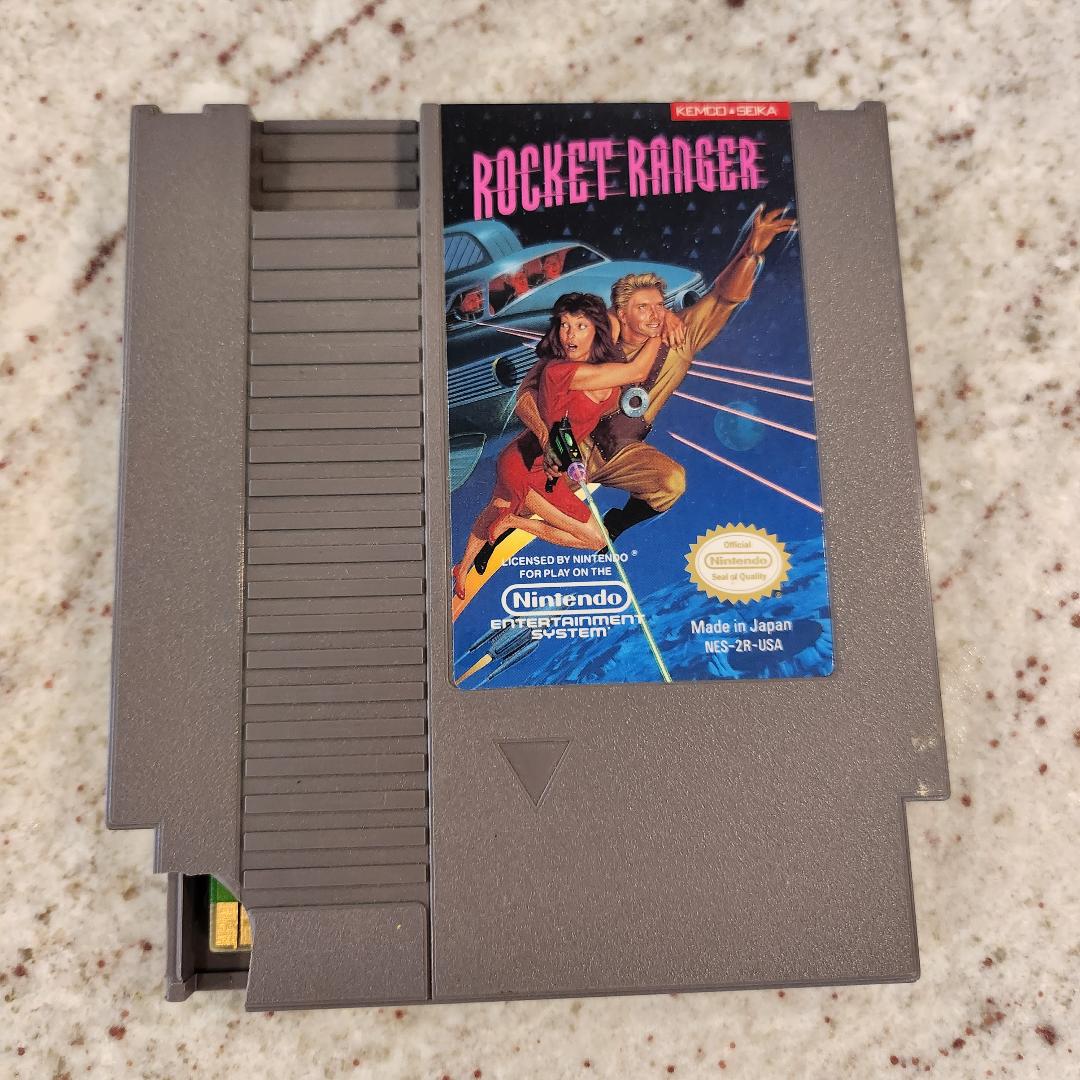 KEMCO★SEIKA
ROCKET RANGER
LICENSED BY NINTENDO®
FOR PLAY ON THE
Nintendo
ENTERTAINMENT
SYSTEM®
Official
Nintendo
Seal of Quality
®
Made in Japan
NES-2R-USA